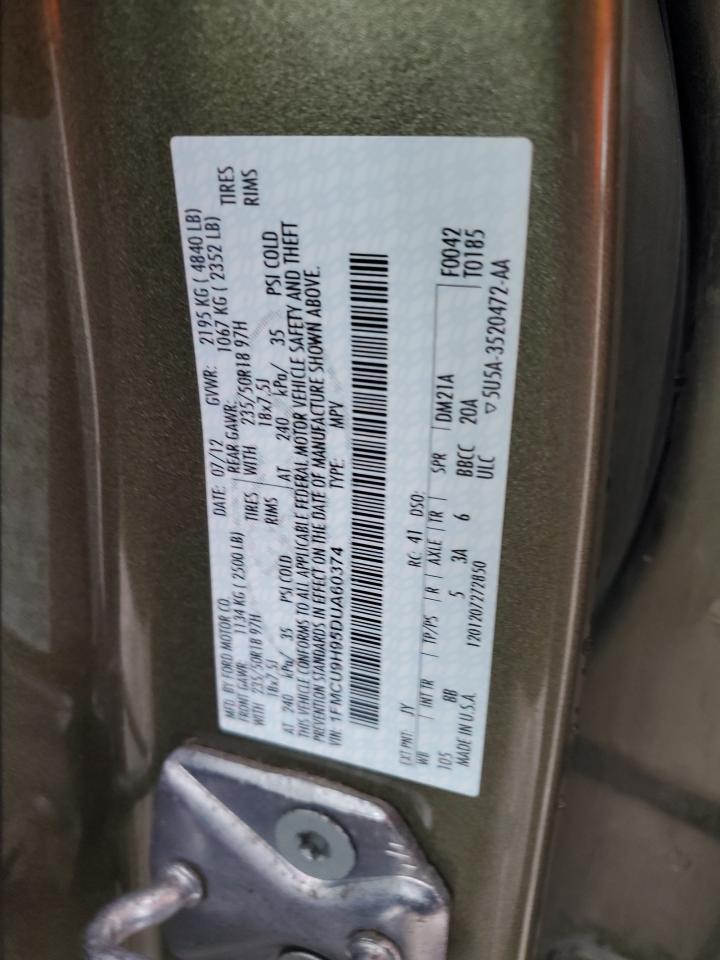 MFD. BY FORD MOTOR CO. DATE: 07/12 GVWR: 2195 KG ( 4840 LB)
FRONT GAWR: 1134 KG ( 2500 LB) REAR GAWR: 1067 KG ( 2352 LB)
WITH 235/50R18 97H TIRES WITH 235/50R18 97H TIRES
18x7.5J RIMS 18x7.5J RIMS
AT 240 kPa/ 35 PSI COLD AT 240 kPa/ 35 PSI COLD
THIS VEHICLE CONFORMS TO ALL APPLICABLE FEDERAL MOTOR VEHICLE SAFETY AND THEFT
PREVENTION STANDARDS IN EFFECT ON THE DATE OF MANUFACTURE SHOWN ABOVE.
VIN: 1FMCU9H95DUA60374 TYPE: MPV
EXT PNT: JY RC: 41 DSO: F0042
WB INT TR TP/PS R AXLE TR SPR DM21A T0185
105 BB 5 3A 6 BBCC 20A
MADE IN U.S.A. 1201207272850 ULC ▽5U5A-3520472-AA